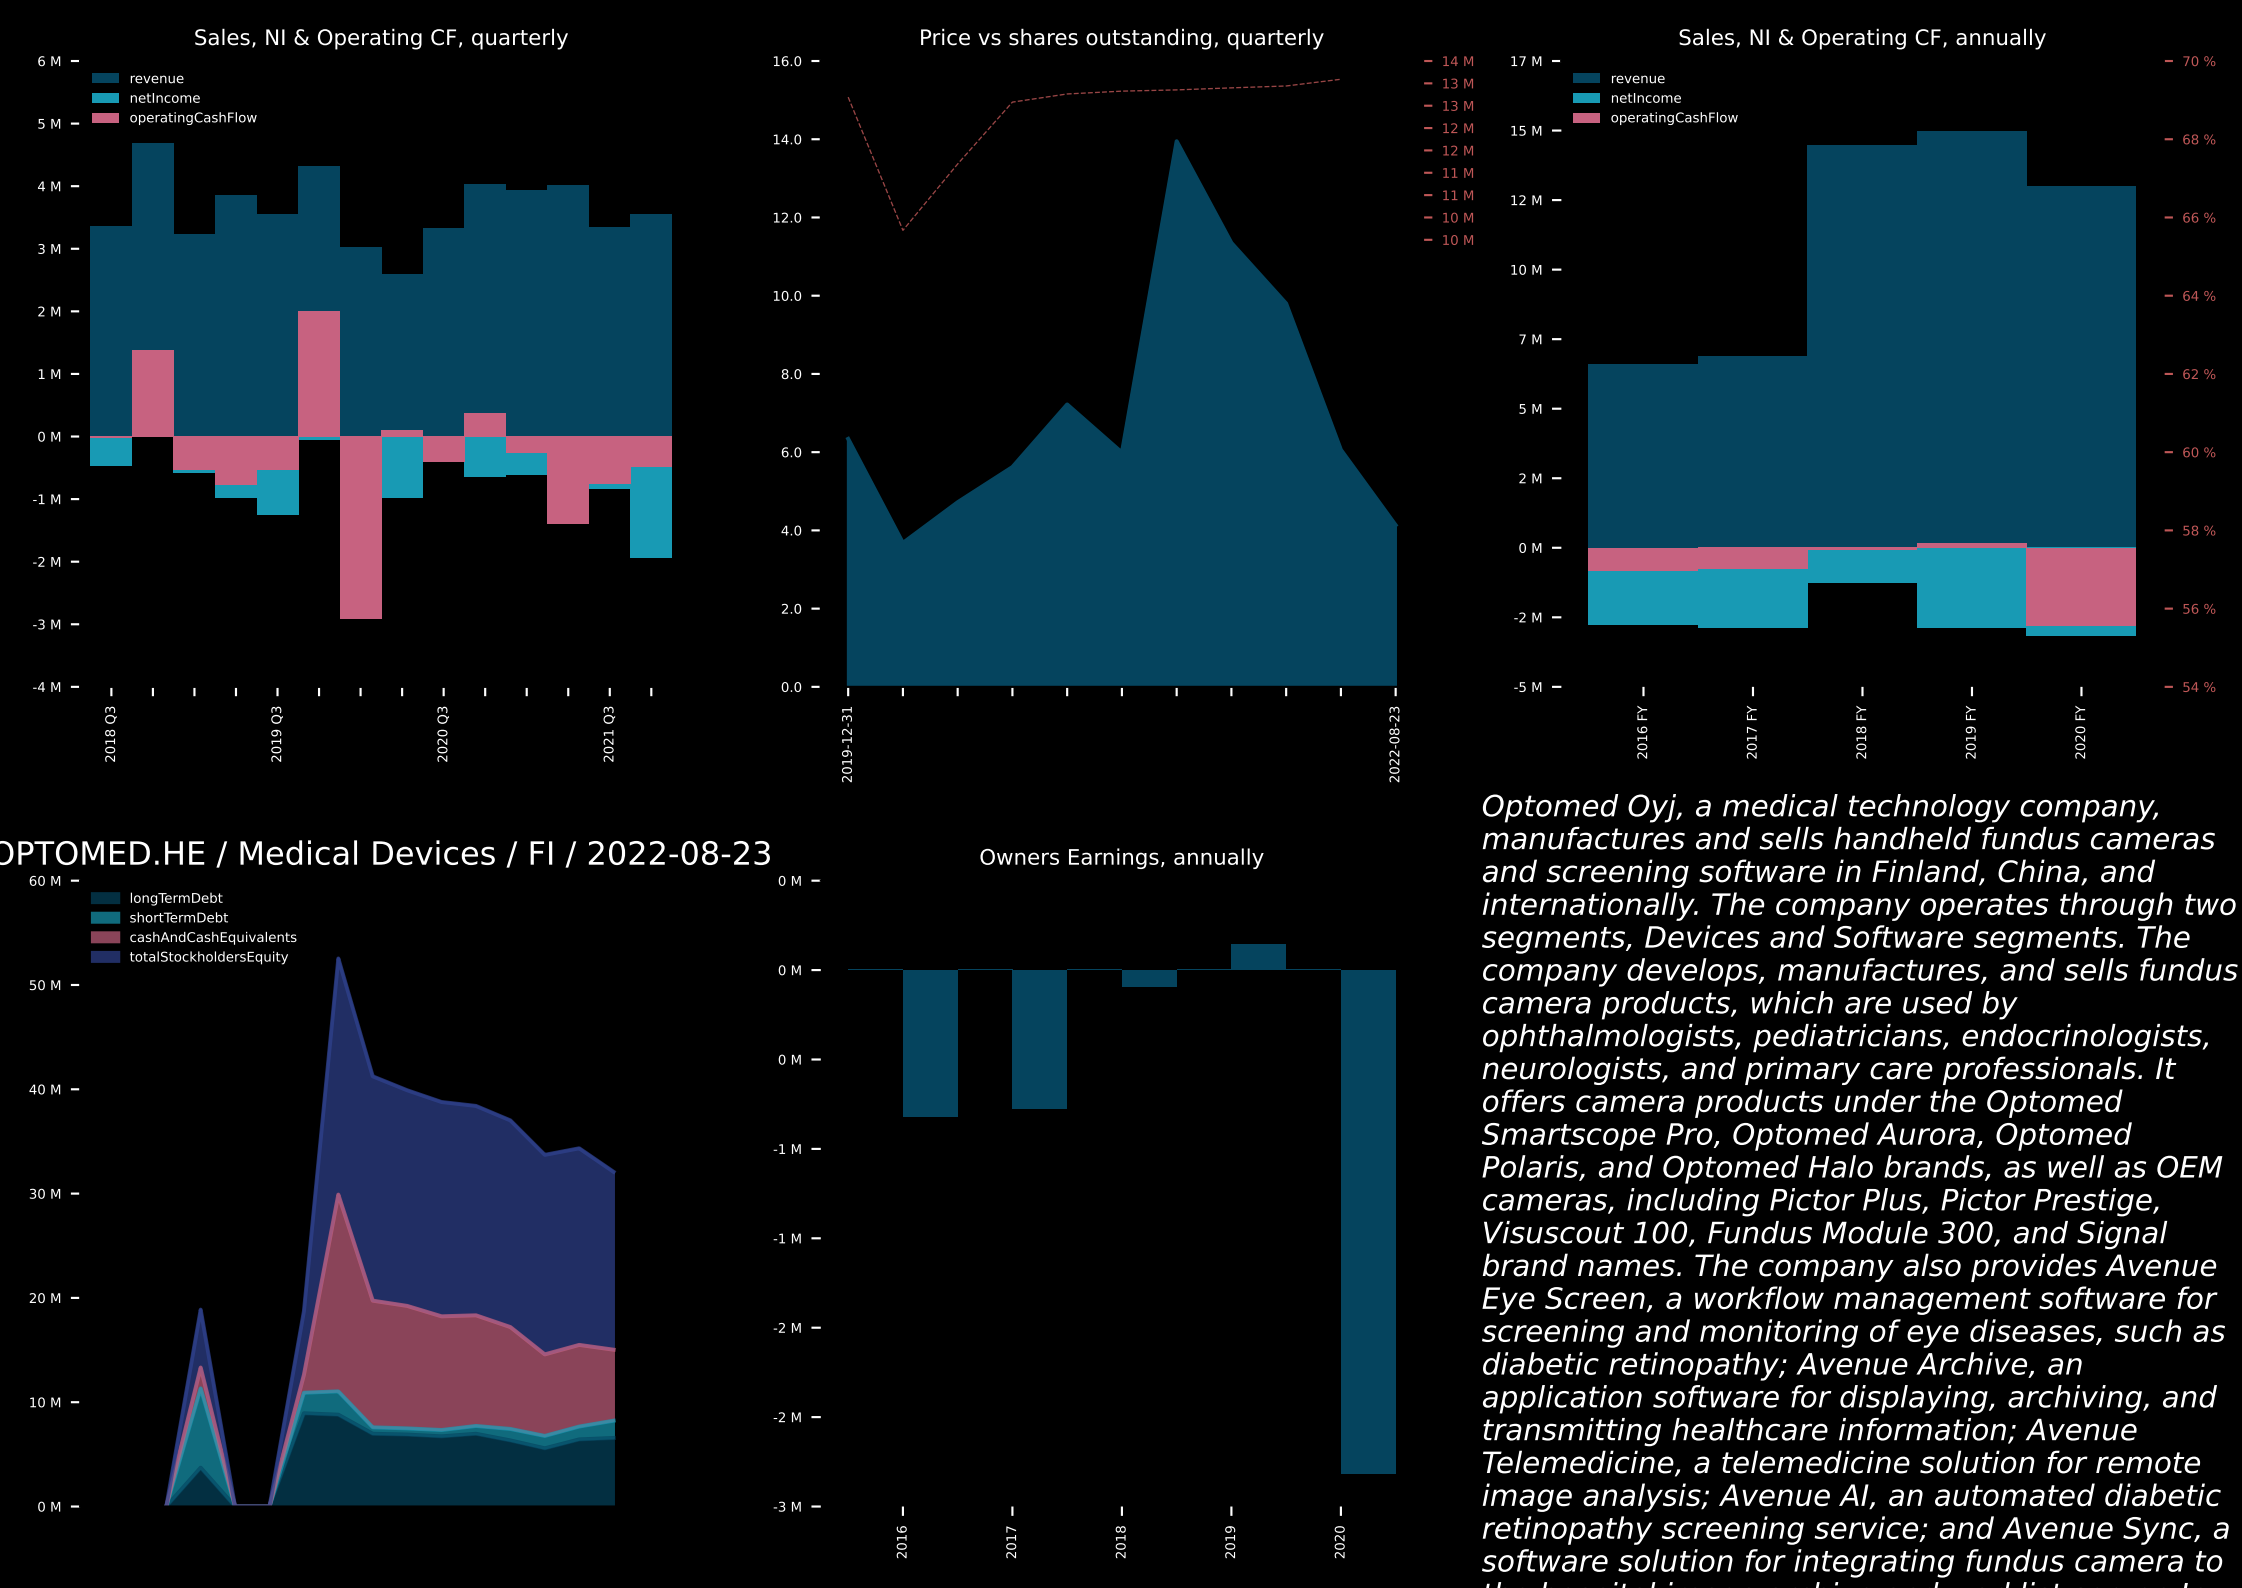 Sales, NI & Operating CF, quarterly
6 M
5 M
4 M
3 M
2 M
1 M
0 M
-1 M
-2 M
-3 M
-4 M
revenue
netIncome
operatingCashFlow
2018 Q3
2019 Q3
2020 Q3
2021 Q3
Price vs shares outstanding, quarterly
16.0
14.0
12.0
10.0
8.0
6.0
4.0
2.0
0.0
14 M
13 M
13 M
12 M
12 M
11 M
11 M
10 M
10 M
2019-12-31
2022-08-23
Sales, NI & Operating CF, annually
17 M
15 M
12 M
10 M
7 M
5 M
2 M
0 M
-2 M
-5 M
revenue
netIncome
operatingCashFlow
70 %
68 %
66 %
64 %
62 %
60 %
58 %
56 %
54 %
2016 FY
2017 FY
2018 FY
2019 FY
2020 FY
OPTOMED.HE / Medical Devices / FI / 2022-08-23
60 M
50 M
40 M
30 M
20 M
10 M
0 M
longTermDebt
shortTermDebt
cashAndCashEquivalents
totalStockholdersEquity
Owners Earnings, annually
0 M
0 M
0 M
-1 M
-1 M
-2 M
-2 M
-3 M
2016
2017
2018
2019
2020
Optomed Oyj, a medical technology company,
manufactures and sells handheld fundus cameras
and screening software in Finland, China, and
internationally. The company operates through two
segments, Devices and Software segments. The
company develops, manufactures, and sells fundus
camera products, which are used by
ophthalmologists, pediatricians, endocrinologists,
neurologists, and primary care professionals. It
offers camera products under the Optomed
Smartscope Pro, Optomed Aurora, Optomed
Polaris, and Optomed Halo brands, as well as OEM
cameras, including Pictor Plus, Pictor Prestige,
Visuscout 100, Fundus Module 300, and Signal
brand names. The company also provides Avenue
Eye Screen, a workflow management software for
screening and monitoring of eye diseases, such as
diabetic retinopathy; Avenue Archive, an
application software for displaying, archiving, and
transmitting healthcare information; Avenue
Telemedicine, a telemedicine solution for remote
image analysis; Avenue AI, an automated diabetic
retinopathy screening service; and Avenue Sync, a
software solution for integrating fundus camera to